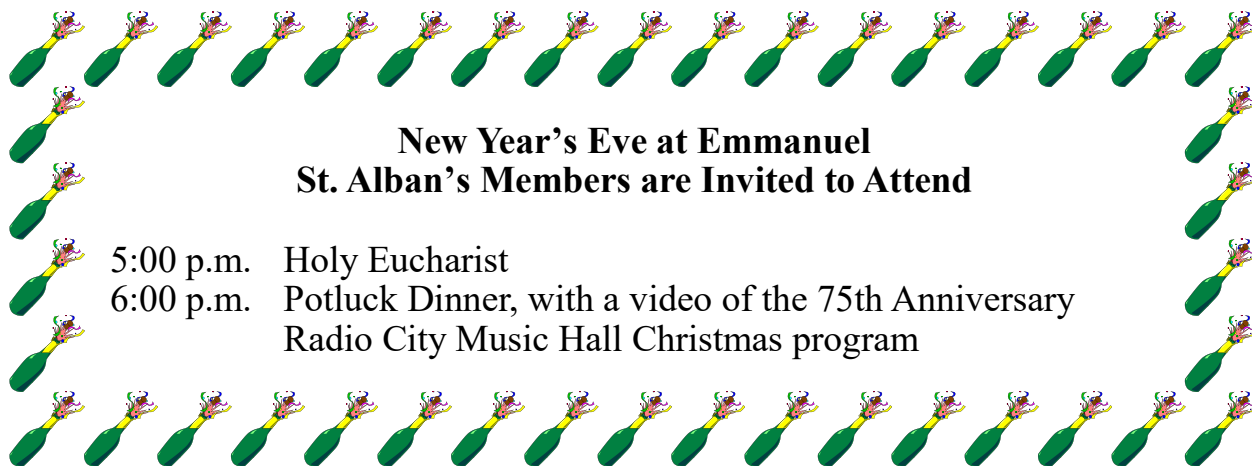 New Year’s Eve at Emmanuel
St. Alban’s Members are Invited to Attend
5:00 p.m. Holy Eucharist
6:00 p.m. Potluck Dinner, with a video of the 75th Anniversary
Radio City Music Hall Christmas program